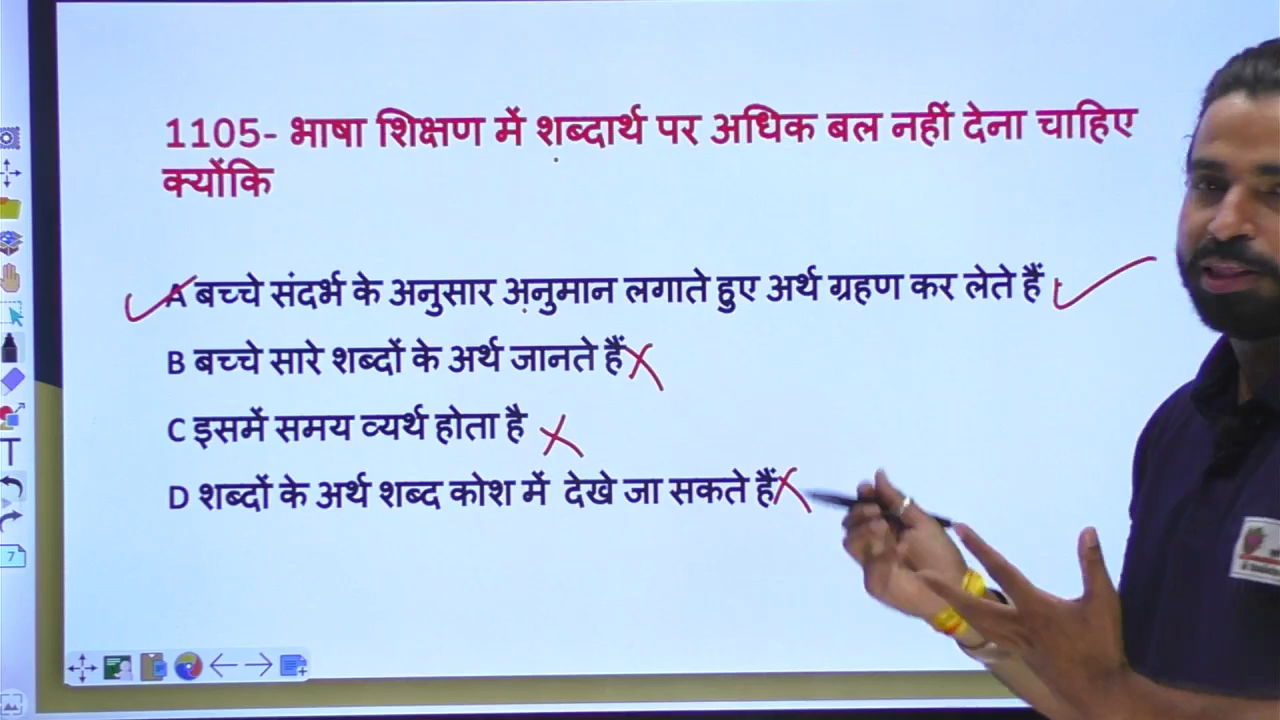 1105- भाषा शिक्षण में शब्दार्थ पर अधिक बल नहीं देना चाहिए
क्योंकि
A बच्चे संदर्भ के अनुसार अनुमान लगाते हुए अर्थ ग्रहण कर लेते हैं
B बच्चे सारे शब्दों के अर्थ जानते हैं
C इसमें समय व्यर्थ होता है
D शब्दों के अर्थ शब्द कोश में देखे जा सकते हैं
7